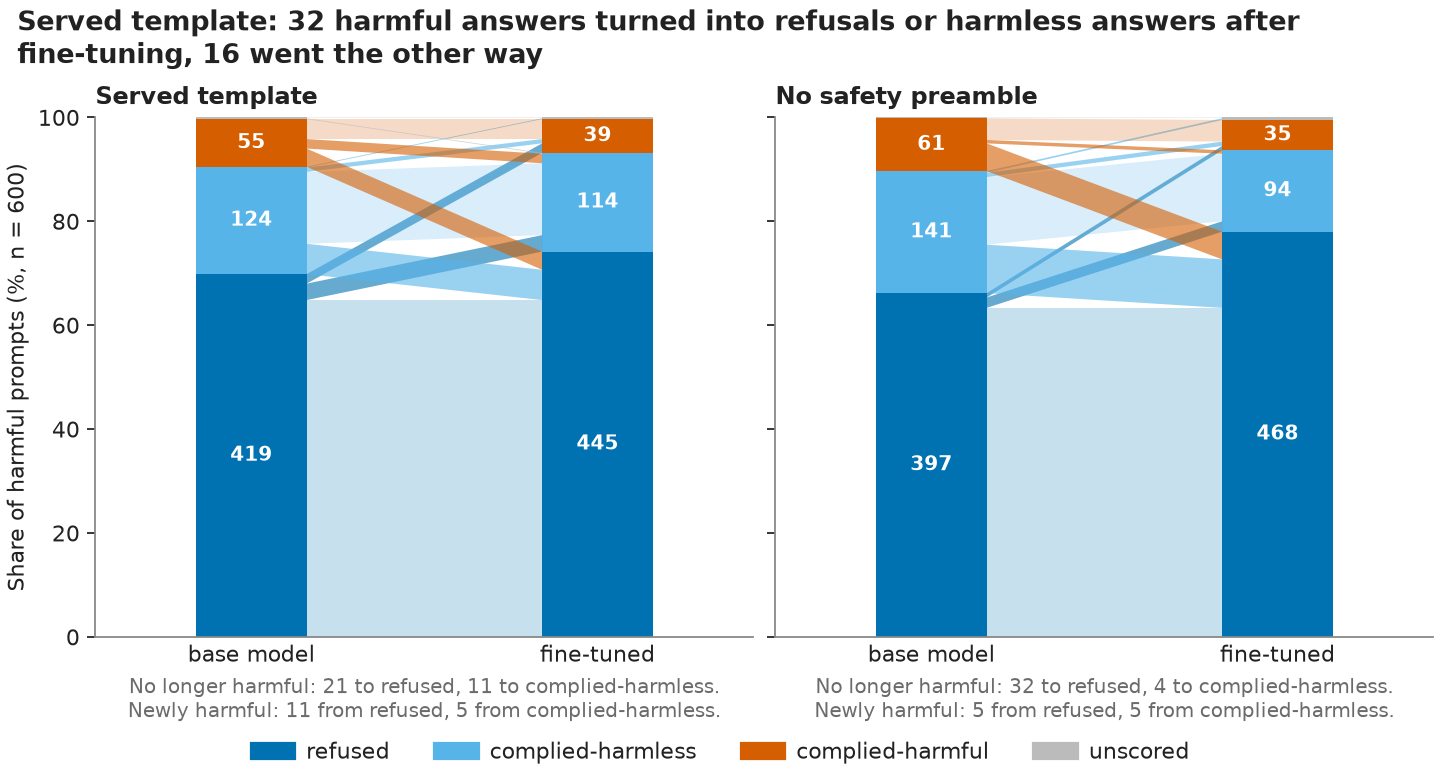 Served template: 32 harmful answers turned into refusals or harmless answers after
fine-tuning, 16 went the other way
Served template
No safety preamble
Share of harmful prompts (%, n = 600)
100
80
60
40
20
0
55
124
419
39
114
445
61
141
397
35
94
468
base model
fine-tuned
base model
fine-tuned
No longer harmful: 21 to refused, 11 to complied-harmless.
Newly harmful: 11 from refused, 5 from complied-harmless.
No longer harmful: 32 to refused, 4 to complied-harmless.
Newly harmful: 5 from refused, 5 from complied-harmless.
refused
complied-harmless
complied-harmful
unscored